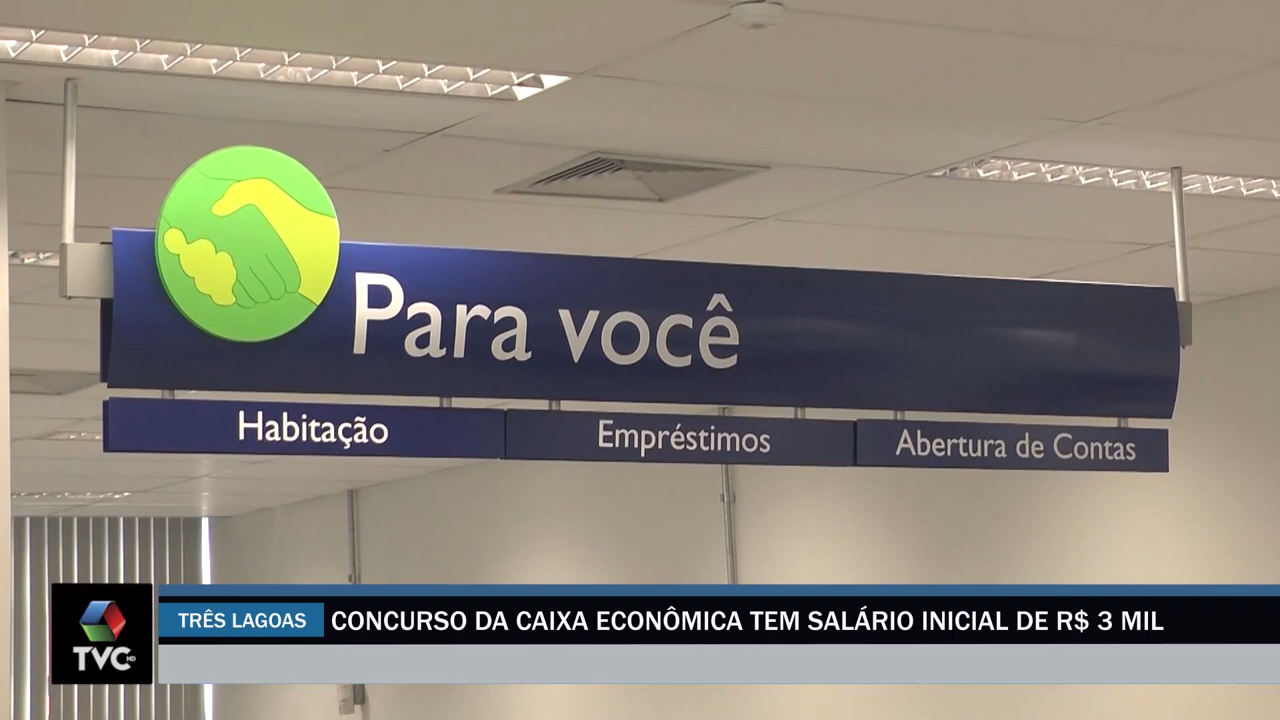 Para você
Habitação
Empréstimos
Abertura de Contas
TRÊS LAGOAS
CONCURSO DA CAIXA ECONÔMICA TEM SALÁRIO INICIAL DE R$ 3 MIL
TVC HD